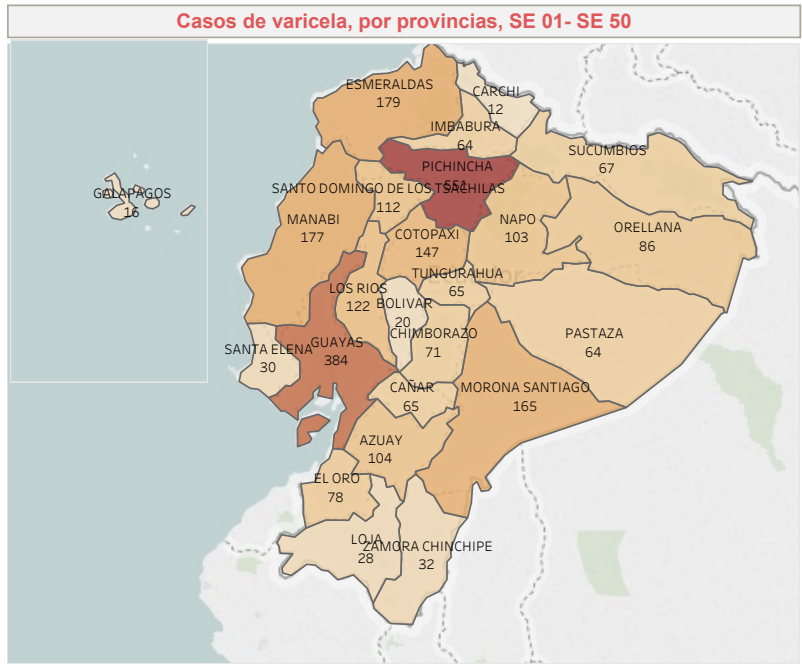 Casos de varicela, por provincias, SE 01- SE 50
ESMERALDAS
179
CARCHI
12
IMBABURA
64
SUCUMBIOS
67
PICHINCHA
551
GALAPAGOS
16
SANTO DOMINGO DE LOS TSACHILAS
112
MANABI
177
NAPO
103
ORELLANA
86
COTOPAXI
147
TUNGURAHUA
65
Ecuador
LOS RIOS
122
BOLIVAR
20
CHIMBORAZO
71
PASTAZA
64
SANTA ELENA
30
GUAYAS
384
CAÑAR
65
MORONA SANTIAGO
165
AZUAY
104
EL ORO
78
LOJA
28
ZAMORA CHINCHIPE
32